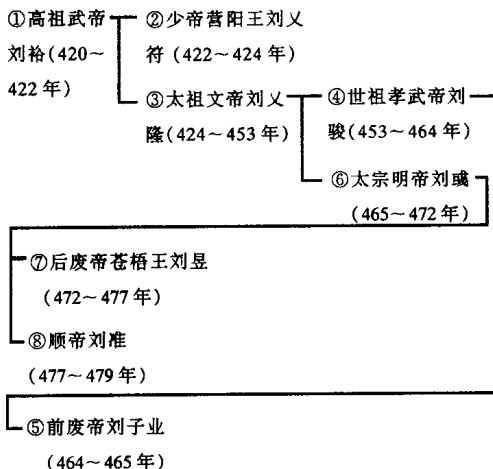 ①高祖武帝
刘裕(420～
422年)
②少帝营阳王刘乂
符(422～424年)
③太祖文帝刘乂
隆(424～453年)
④世祖孝武帝刘
骏(453～464年)
⑥太宗明帝刘彧
(465～472年)
⑦后废帝苍梧王刘昱
(472～477年)
⑧顺帝刘准
(477～479年)
⑤前废帝刘子业
(464～465年)